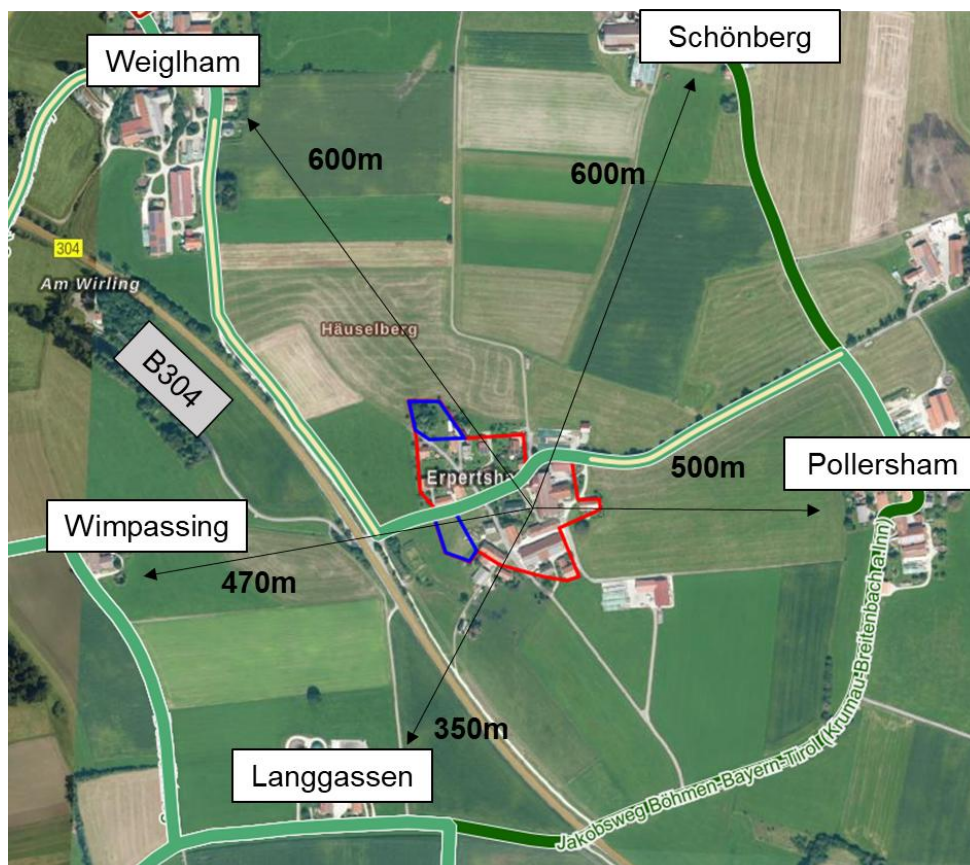 Weiglham
Schönberg
600m
600m
304
Am Wirling
Häuselberg
B304
Erpertsh
500m
Pollersham
Wimpassing
470m
350m
Langgassen
Jakobsweg Böhmen-Bayern-Tirol (Krumau-Breitenbach a.Inn)